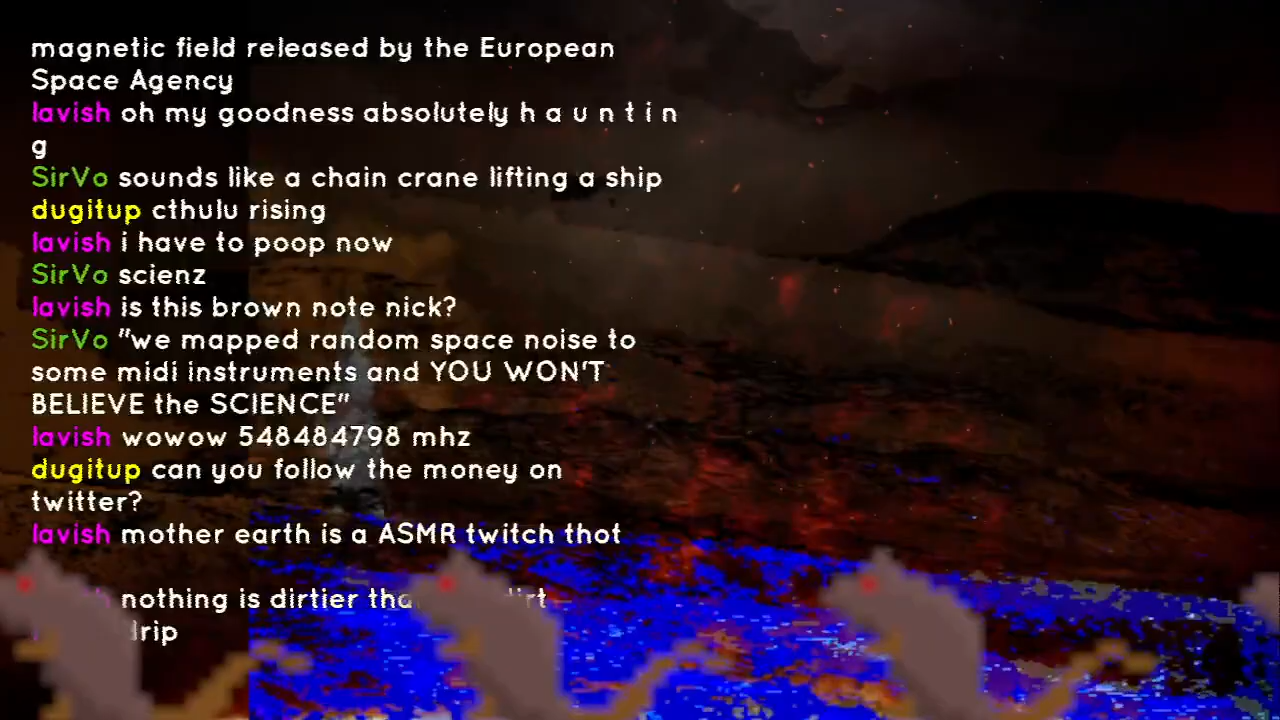 magnetic field released by the European
Space Agency
lavish oh my goodness absolutely h a u n t i n
g
SirVo sounds like a chain crane lifting a ship
dugitup cthulu rising
lavish i have to poop now
SirVo scienz
lavish is this brown note nick?
SirVo "we mapped random space noise to
some midi instruments and YOU WON'T
BELIEVE the SCIENCE"
lavish wowow 548484798 mhz
dugitup can you follow the money on
twitter?
lavish mother earth is a ASMR twitch thot
nothing is dirtier